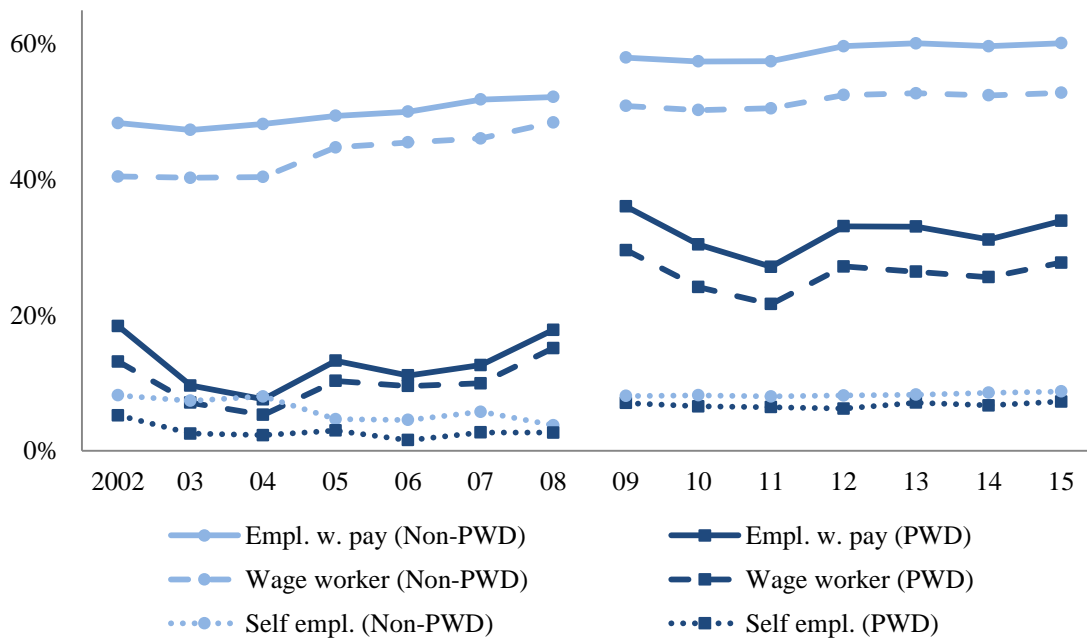 60%
40%
20%
0%
2002 03 04 05 06 07 08 09 10 11 12 13 14 15
Empl. w. pay (Non-PWD) Empl. w. pay (PWD)
Wage worker (Non-PWD) Wage worker (PWD)
Self empl. (Non-PWD) Self empl. (PWD)